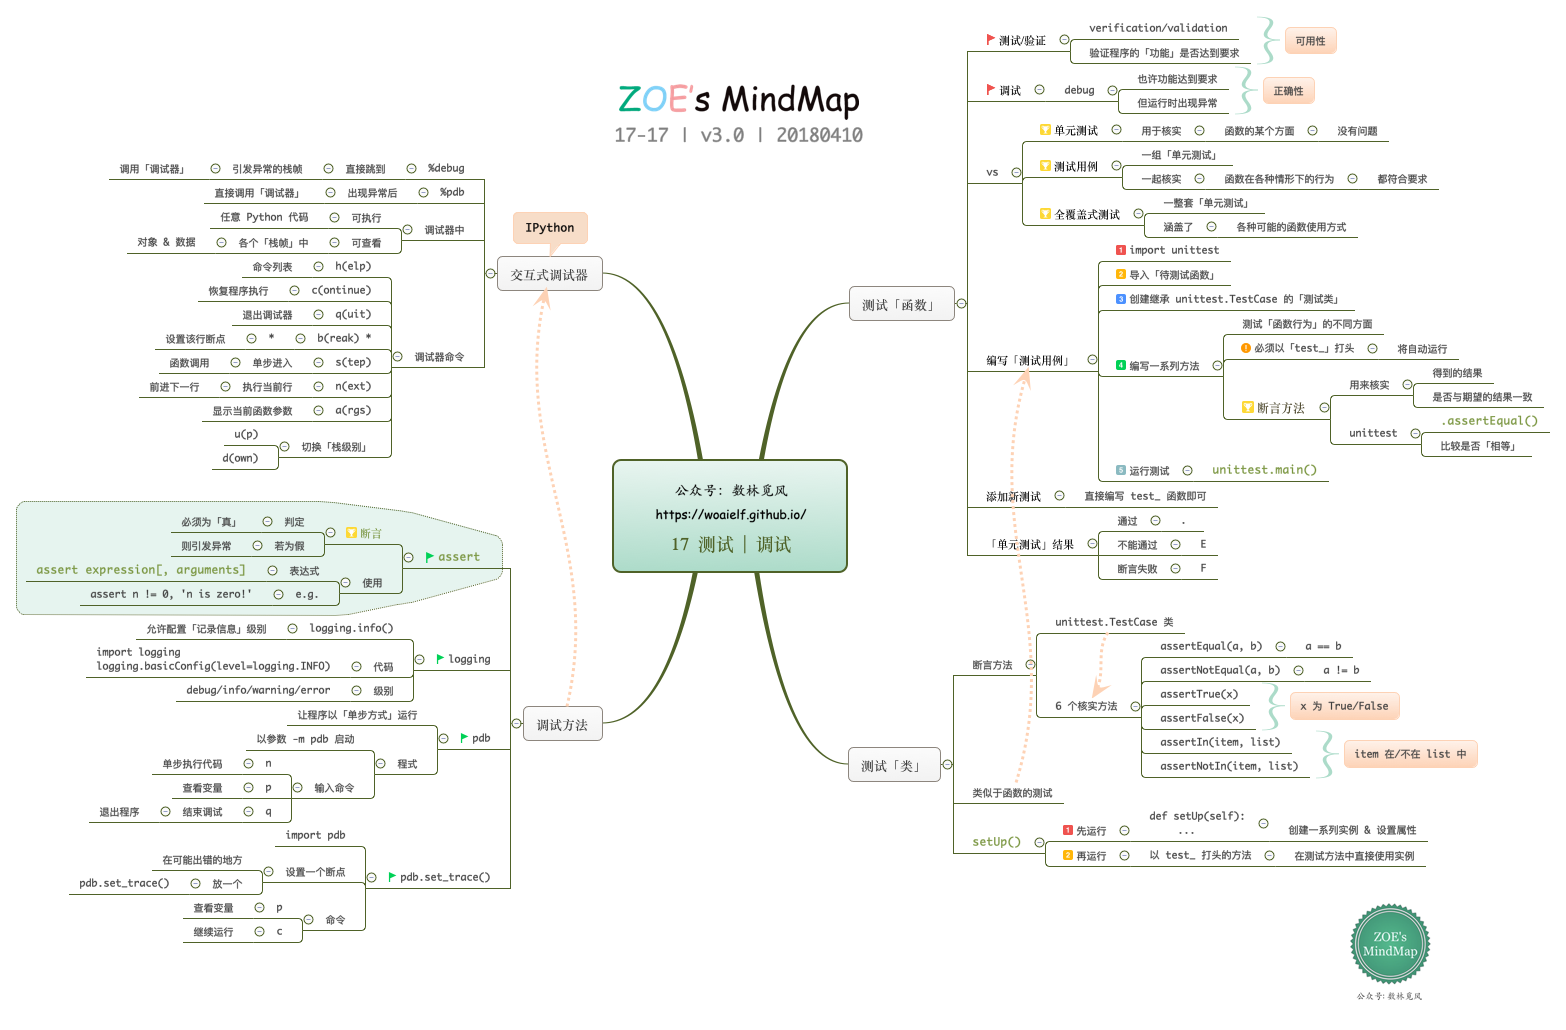 ZOE's MindMap
17-17 | v3.0 | 20180410
公众号: 数林觅风
https://woaielf.github.io/
17 测试 | 调试
测试「函数」
测试/验证
verification/validation
验证程序的「功能」是否达到要求
可用性
调试
debug
也许功能达到要求
但运行时出现异常
正确性
vs
单元测试
用于核实
函数的某个方面
没有问题
测试用例
一组「单元测试」
一起核实
函数在各种情形下的行为
都符合要求
全覆盖式测试
一整套「单元测试」
涵盖了
各种可能的函数使用方式
编写「测试用例」
1 import unittest
2 导入「待测试函数」
3 创建继承 unittest.TestCase 的「测试类」
4 编写一系列方法
测试「函数行为」的不同方面
必须以「test_」打头
将自动运行
断言方法
用来核实
得到的结果
是否与期望的结果一致
unittest
.assertEqual()
比较是否「相等」
5 运行测试
unittest.main()
添加新测试
直接编写 test_ 函数即可
「单元测试」结果
通过
.
不能通过
E
断言失败
F
测试「类」
断言方法
unittest.TestCase 类
6 个核实方法
assertEqual(a, b)
a == b
assertNotEqual(a, b)
a != b
assertTrue(x)
assertFalse(x)
x 为 True/False
assertIn(item, list)
assertNotIn(item, list)
item 在/不在 list 中
类似于函数的测试
setUp()
1 先运行
def setUp(self):
...
创建一系列实例 & 设置属性
2 再运行
以 test_ 打头的方法
在测试方法中直接使用实例
IPython
交互式调试器
%debug
直接跳到
引发异常的栈帧
调用「调试器」
%pdb
出现异常后
直接调用「调试器」
调试器中
可执行
任意 Python 代码
可查看
各个「栈帧」中
对象 & 数据
调试器命令
h(elp)
命令列表
c(ontinue)
恢复程序执行
q(uit)
退出调试器
b(reak) *
*
设置该行断点
s(tep)
单步进入
函数调用
n(ext)
执行当前行
前进下一行
a(rgs)
显示当前函数参数
切换「栈级别」
u(p)
d(own)
调试方法
assert
断言
判定
必须为「真」
若为假
则引发异常
使用
表达式
assert expression[, arguments]
e.g.
assert n != 0, 'n is zero!'
logging
logging.info()
允许配置「记录信息」级别
代码
import logging
logging.basicConfig(level=logging.INFO)
级别
debug/info/warning/error
pdb
让程序以「单步方式」运行
程式
以参数 -m pdb 启动
输入命令
n
单步执行代码
p
查看变量
q
结束调试
退出程序
pdb.set_trace()
import pdb
设置一个断点
在可能出错的地方
放一个
pdb.set_trace()
命令
p
查看变量
c
继续运行
ZOE's
MindMap
公众号: 数林觅风